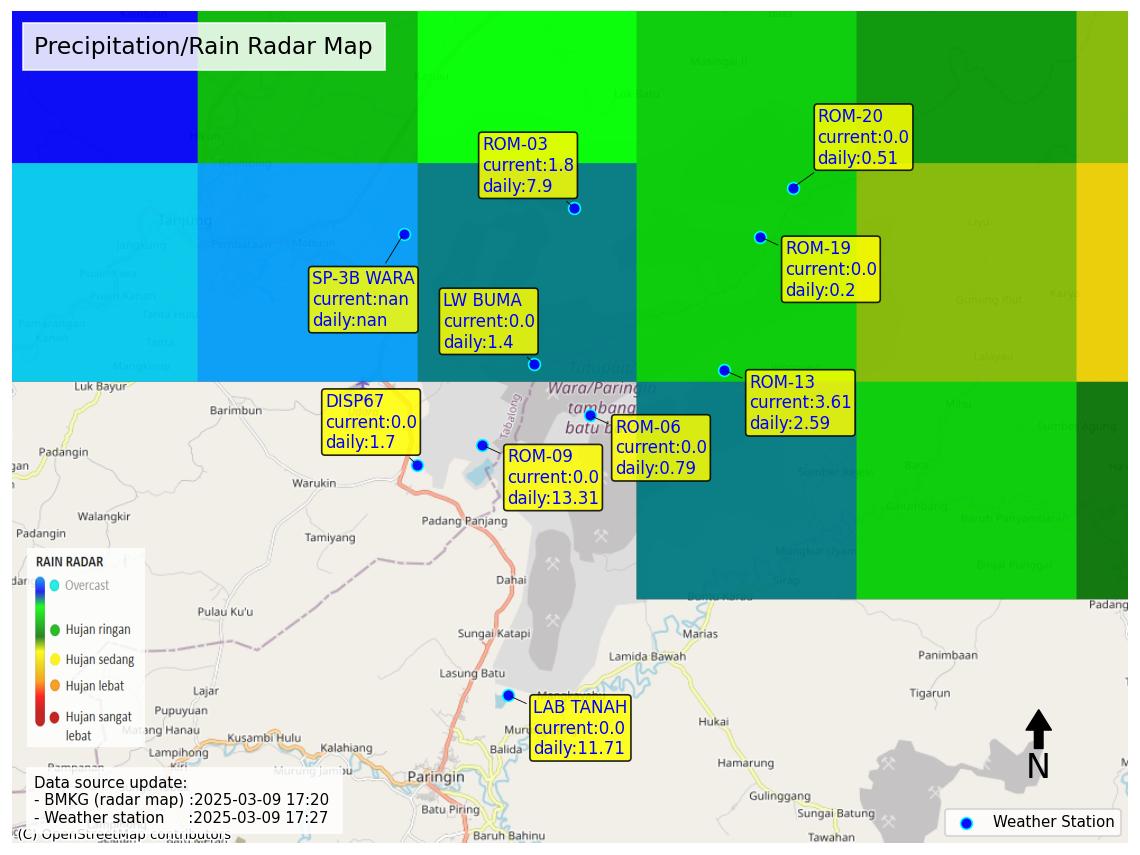 Precipitation/Rain Radar Map
ROM-20
current:0.0
daily:0.51
ROM-03
current:1.8
daily:7.9
ROM-19
current:0.0
daily:0.2
SP-3B WARA
current:nan
daily:nan
LW BUMA
current:0.0
daily:1.4
Tanjung
Wara/Paringin
tambang
batu b
Tabalong
ROM-13
current:3.61
daily:2.59
DISP67
current:0.0
daily:1.7
ROM-06
current:0.0
daily:0.79
ROM-09
current:0.0
daily:13.31
Luk Bayur
Barimbun
Padangin
Warukin
Walangkir
Padangin
Tamiyang
Padang Panjang
Dahai
Pulau Ku'u
Sungai Katapi
Marias
Lamida Bawah
Panimbaan
Lasung Batu
Tigarun
Lajar
Pupuyuan
Matang Hanau
Hukai
Lampihong
Kusambi Hulu
Kalahiang
Murung Jambu
Balida
Hamarung
Paringin
Gulinggang
Batu Piring
Sungai Batung
Baruh Bahinu
Tawahan
LAB TANAH
current:0.0
daily:11.71
RAIN RADAR
Overcast
Hujan ringan
Hujan sedang
Hujan lebat
Hujan sangat
lebat
Data source update:
- BMKG (radar map) :2025-03-09 17:20
- Weather station :2025-03-09 17:27
(C) OpenStreetMap contributors
N
Weather Station